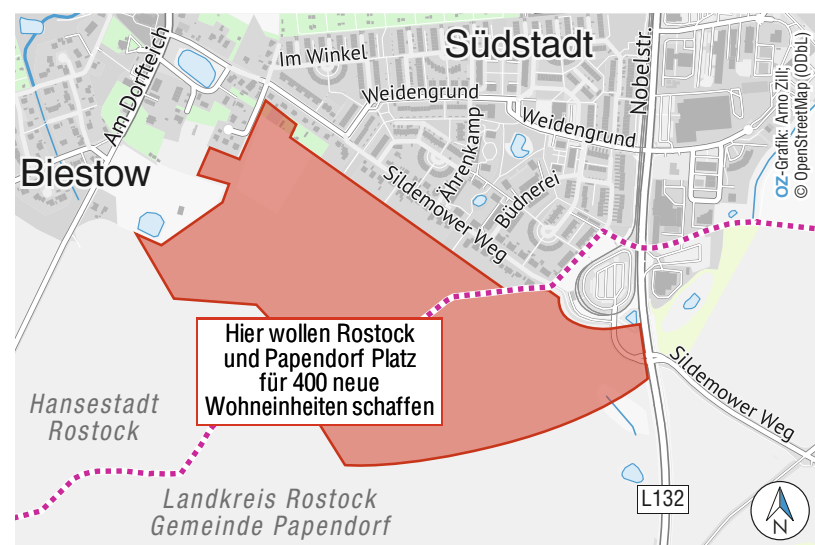 Südstadt
Im Winkel
Weidengrund
Weidengrund
Nobelstr.
Am Dorfteich
Biestow
Ährenkamp
Büdnerei
Sildemower Weg
OZ-Grafik: Arno Zill;
© OpenStreetMap (ODbL)
Hier wollen Rostock
und Papendorf Platz
für 400 neue
Wohneinheiten schaffen
Sildemower Weg
Hansestadt
Rostock
Landkreis Rostock
Gemeinde Papendorf
L132
N